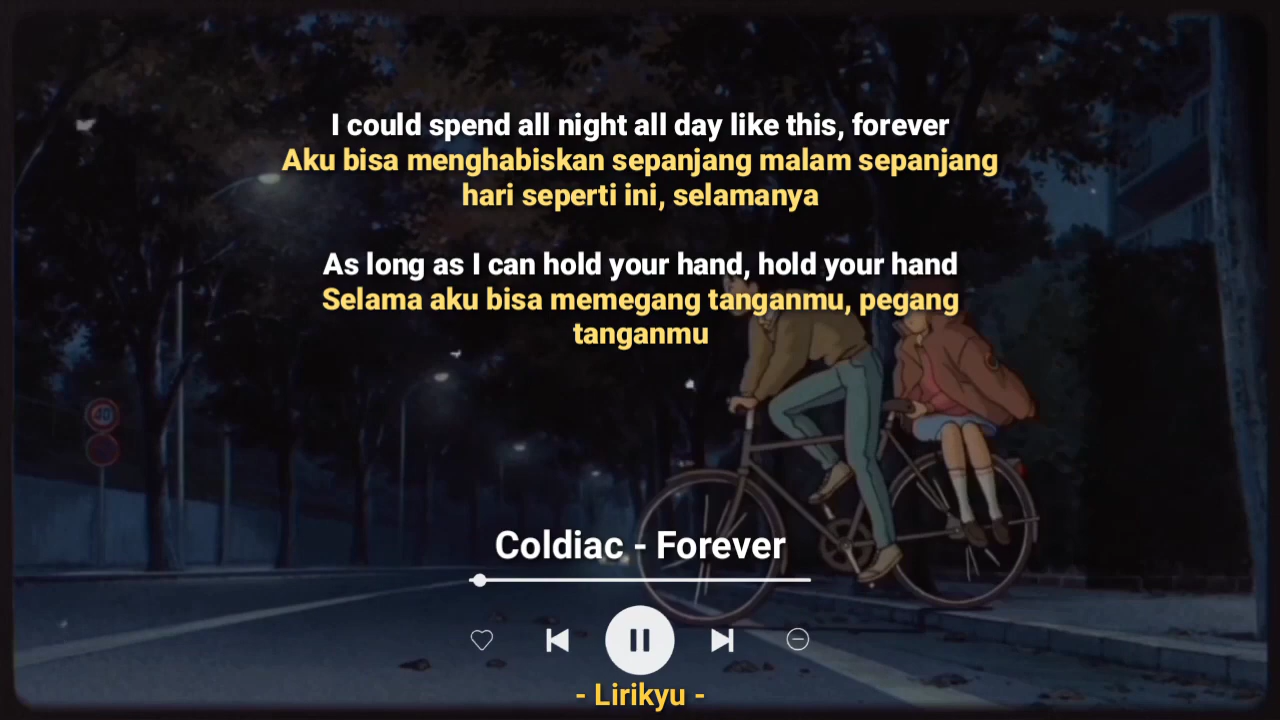 I could spend all night all day like this, forever
Aku bisa menghabiskan sepanjang malam sepanjang
hari seperti ini, selamanya
As long as I can hold your hand, hold your hand
Selama aku bisa memegang tanganmu, pegang
tanganmu
40
Coldiac - Forever
- Lirikyu -